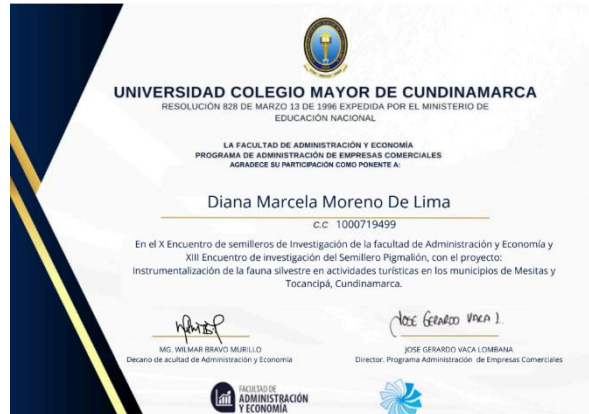 UNIVERSIDAD COLEGIO MAYOR DE CUNDINAMARCA
RESOLUCIÓN 828 DE MARZO 13 DE 1996 EXPEDIDA POR EL MINISTERIO DE
EDUCACIÓN NACIONAL
LA FACULTAD DE ADMINISTRACIÓN Y ECONOMÍA
PROGRAMA DE ADMINISTRACIÓN DE EMPRESAS COMERCIALES
AGRADECE SU PARTICIPACIÓN COMO PONENTE A:
Diana Marcela Moreno De Lima
C.C 1000719499
En el X Encuentro de semilleros de Investigación de la facultad de Administración y Economía y
XIII Encuentro de investigación del Semillero Pigmalión, con el proyecto:
Instrumentalización de la fauna silvestre en actividades turísticas en los municipios de Mesitas y
Tocancipá, Cundinamarca.
JOSE GERARDO VACA L.
MG. WILMAR BRAVO MURILLO
Decano de acultad de Administración y Economía
JOSE GERARDO VACA LOMBANA
Director. Programa Administración de Empresas Comerciales
FACULTAD DE
ADMINISTRACIÓN
Y ECONOMÍA